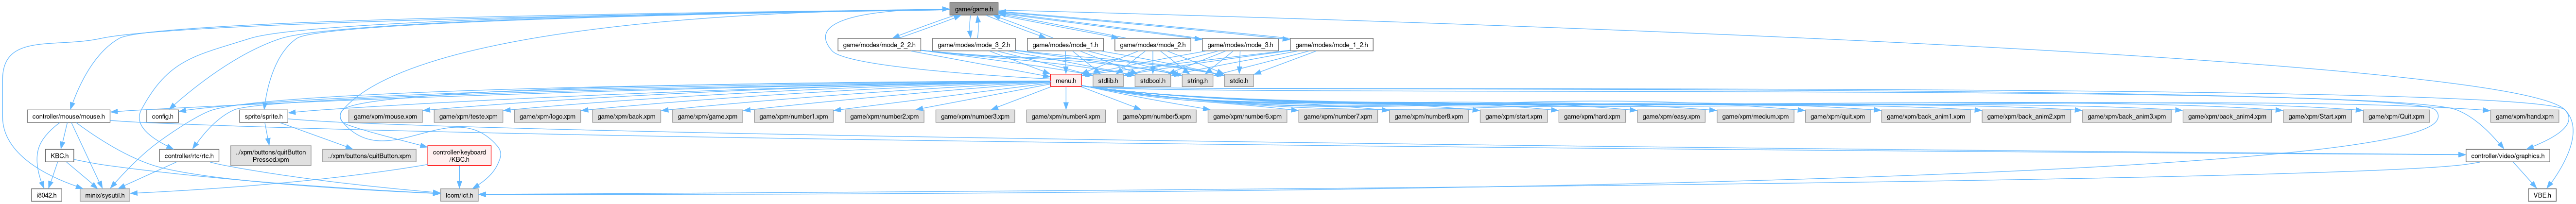 game/game.h
game/modes/mode_2_2.h
game/modes/mode_3_2.h
game/modes/mode_1.h
game/modes/mode_2.h
game/modes/mode_3.h
game/modes/mode_1_2.h
menu.h
stdlib.h
stdbool.h
string.h
stdio.h
controller/mouse/mouse.h
config.h
sprite/sprite.h
game/xpm/mouse.xpm
game/xpm/teste.xpm
game/xpm/logo.xpm
game/xpm/back.xpm
game/xpm/game.xpm
game/xpm/number1.xpm
game/xpm/number2.xpm
game/xpm/number3.xpm
game/xpm/number4.xpm
game/xpm/number5.xpm
game/xpm/number6.xpm
game/xpm/number7.xpm
game/xpm/number8.xpm
game/xpm/start.xpm
game/xpm/hard.xpm
game/xpm/easy.xpm
game/xpm/medium.xpm
game/xpm/quit.xpm
game/xpm/back_anim1.xpm
game/xpm/back_anim2.xpm
game/xpm/back_anim3.xpm
game/xpm/back_anim4.xpm
game/xpm/Start.xpm
game/xpm/Quit.xpm
game/xpm/hand.xpm
KBC.h
controller/rtc/rtc.h
../xpm/buttons/quitButton
Pressed.xpm
../xpm/buttons/quitButton.xpm
controller/keyboard
/KBC.h
controller/video/graphics.h
i8042.h
minix/sysutil.h
lcom/lcf.h
VBE.h